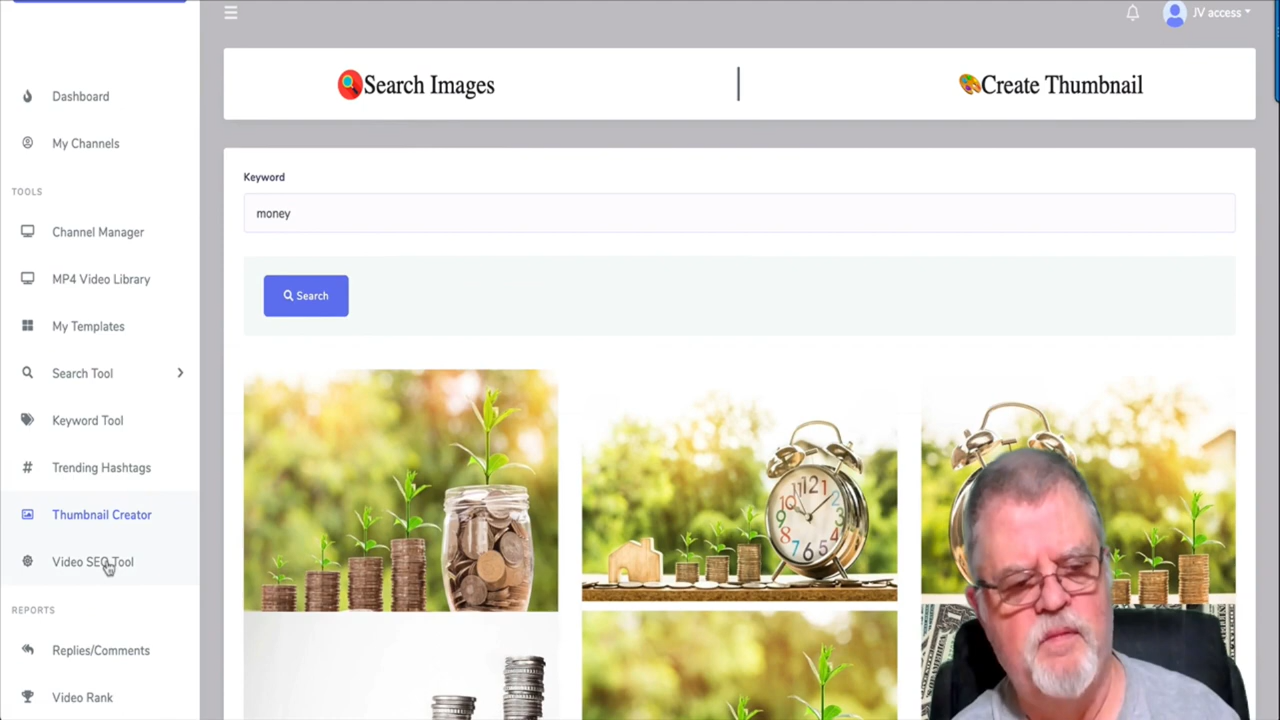 JV access
Search Images
Create Thumbnail
Dashboard
My Channels
TOOLS
Channel Manager
MP4 Video Library
My Templates
Search Tool
Keyword Tool
Trending Hashtags
Thumbnail Creator
Video SEO Tool
REPORTS
Replies/Comments
Video Rank
Keyword
money
Search